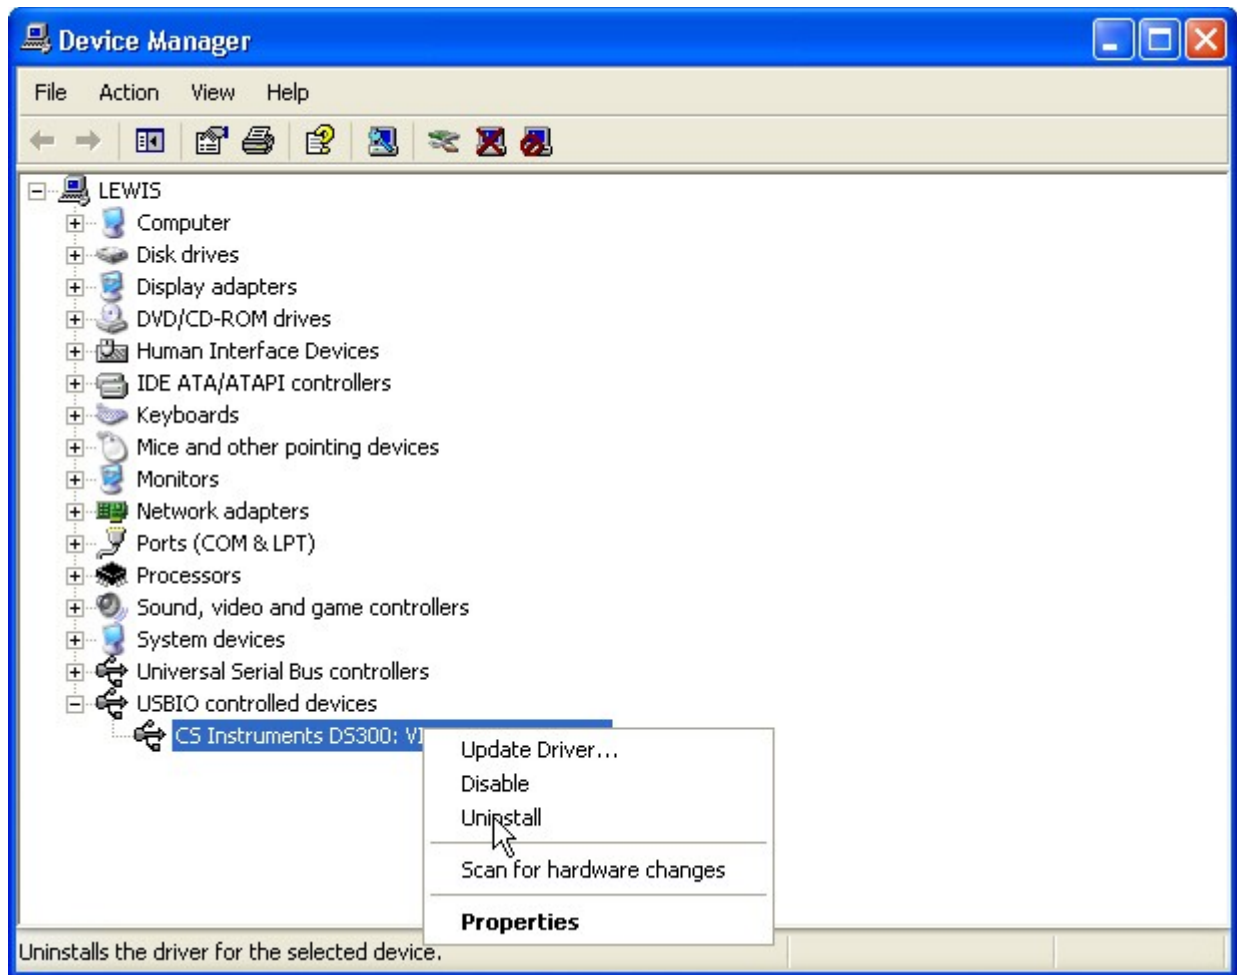 Device Manager
File Action View Help
LEWIS
Computer
Disk drives
Display adapters
DVD/CD-ROM drives
Human Interface Devices
IDE ATA/ATAPI controllers
Keyboards
Mice and other pointing devices
Monitors
Network adapters
Ports (COM & LPT)
Processors
Sound, video and game controllers
System devices
Universal Serial Bus controllers
USBIO controlled devices
CS Instruments DS300:
Update Driver...
Disable
Uninstall
Scan for hardware changes
Properties
Uninstalls the driver for the selected device.